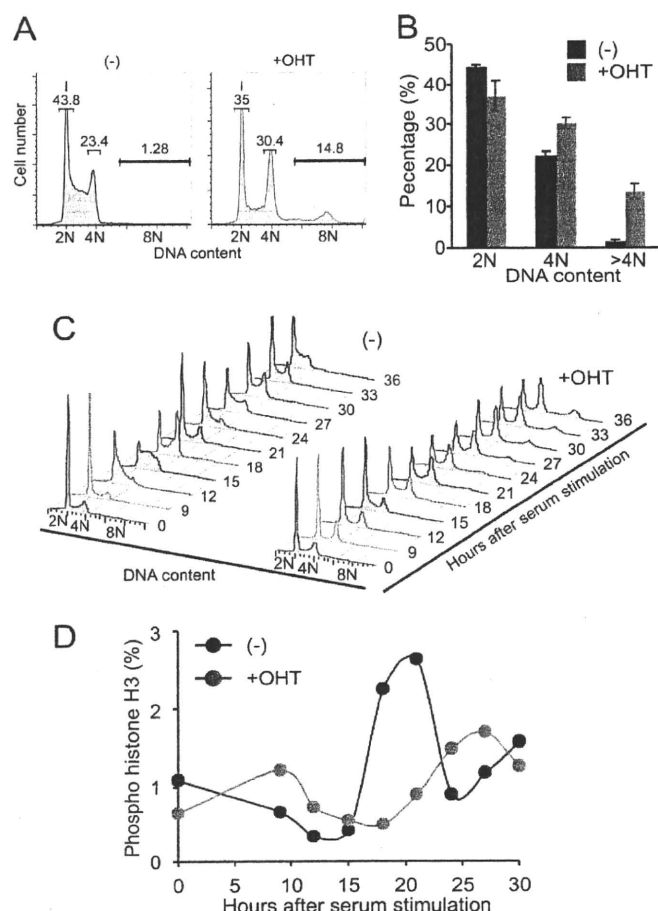 A
(-)
+OHT
Cell number
43.8
23.4
1.28
35
30.4
14.8
2N 4N 8N
2N 4N 8N
DNA content
B
Pecentage (%)
50
40
30
20
10
0
(-)
+OHT
2N 4N >4N
DNA content
C
(-)
36
33
30
27
24
21
18
15
12
9
0
2N 4N 8N
DNA content
+OHT
36
33
30
27
24
21
18
15
12
9
0
2N 4N 8N
Hours after serum stimulation
D
Phospho histone H3 (%)
3
2
1
0
(-)
+OHT
0 5 10 15 20 25 30
Hours after serum stimulation